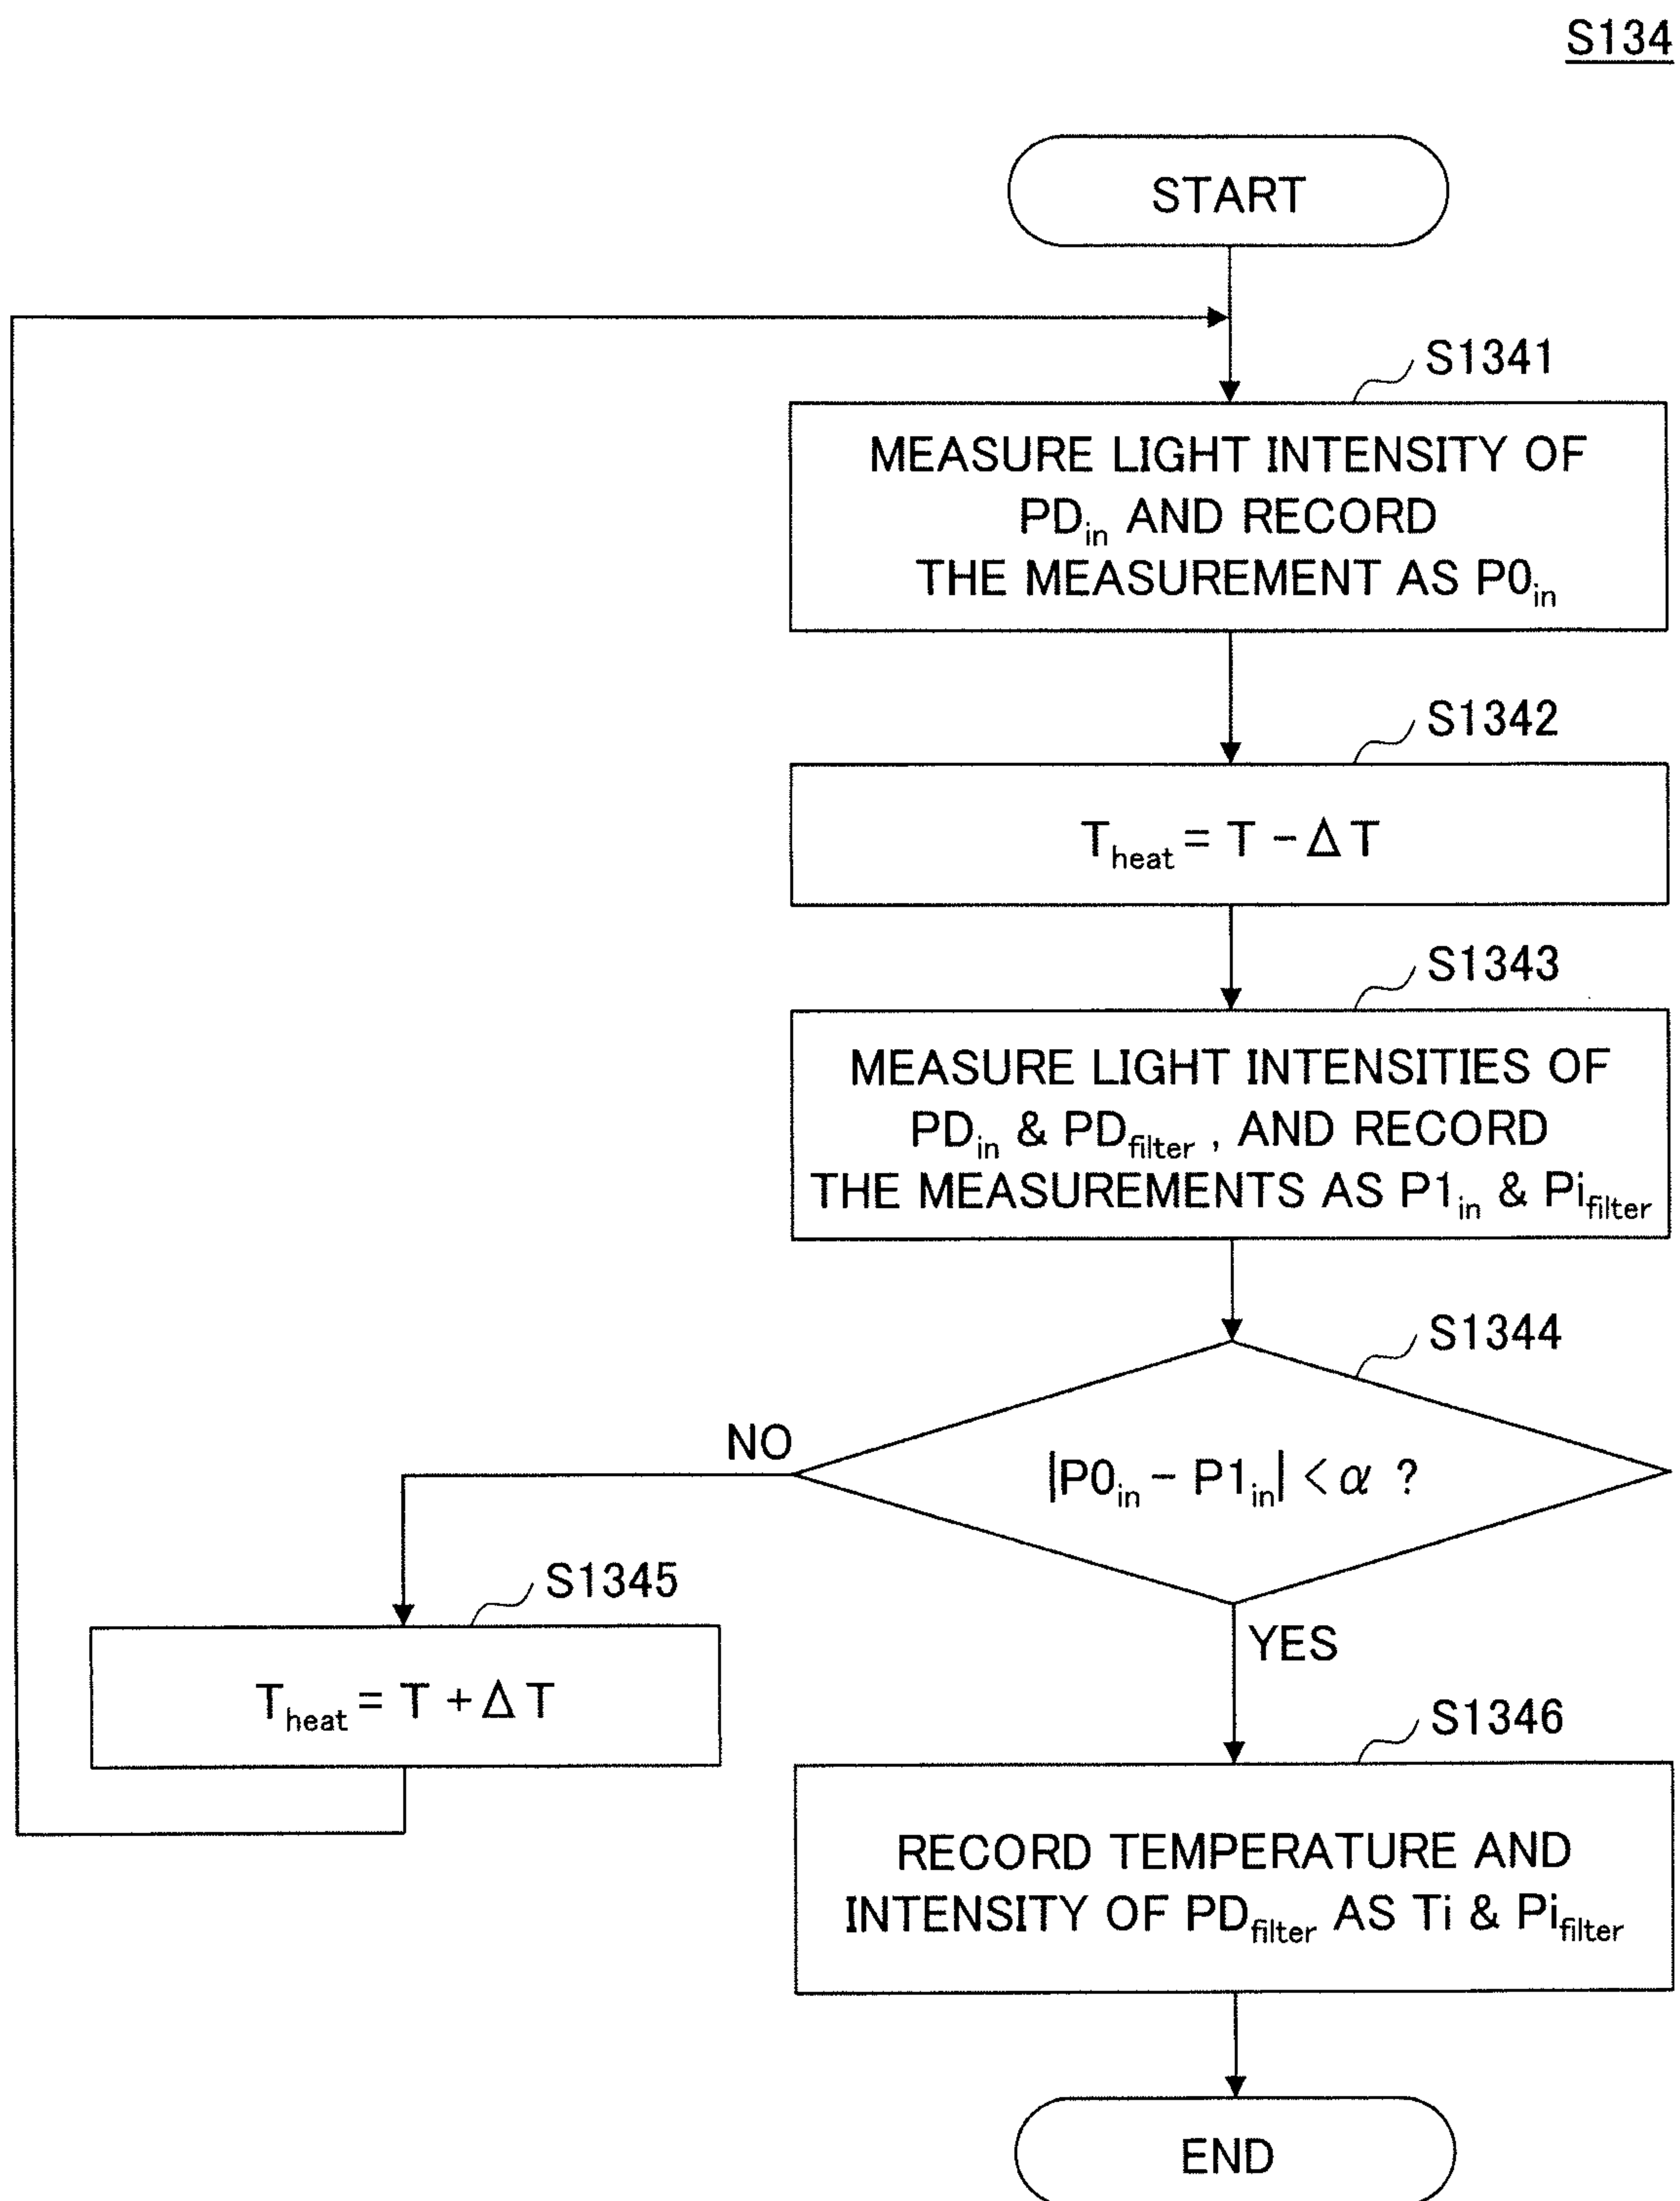 S134
START
S1341
MEASURE LIGHT INTENSITY OF
PDin AND RECORD
THE MEASUREMENT AS P0in
S1342
Theat = T − Δ T
S1343
MEASURE LIGHT INTENSITIES OF
PDin & PDfilter , AND RECORD
THE MEASUREMENTS AS P1in & Pifilter
S1344
NO
|P0in − P1in| < α ?
S1345
YES
Theat = T + Δ T
S1346
RECORD TEMPERATURE AND
INTENSITY OF PDfilter AS Ti & Pifilter
END